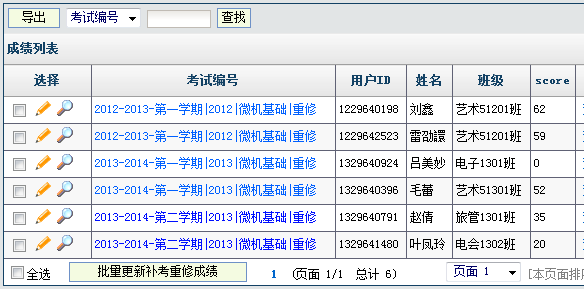 导出 考试编号 查找
成绩列表
选择 考试编号 用户ID 姓名 班级 score
2012-2013-第一学期|2012|微机基础|重修 1229640198 刘鑫 艺术51201班 62
2012-2013-第一学期|2012|微机基础|重修 1229642523 雷劭譞 艺术51201班 59
2013-2014-第一学期|2013|微机基础|重修 1329640924 吕美妙 电子1301班 0
2013-2014-第一学期|2013|微机基础|重修 1329640396 毛蕾 艺术51301班 52
2013-2014-第二学期|2013|微机基础|重修 1329640791 赵倩 旅管1301班 35
2013-2014-第二学期|2013|微机基础|重修 1329641480 叶凤玲 电会1302班 20
全选 批量更新补考重修成绩 1 (页面 1/1 总计 6) 页面 1 [本页面排